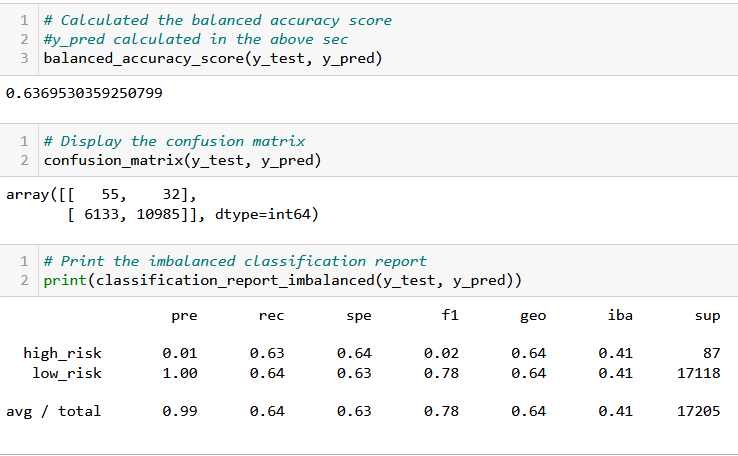 1 # Calculated the balanced accuracy score
2 #y_pred calculated in the above sec
3 balanced_accuracy_score(y_test, y_pred)
0.6369530359250799
1 # Display the confusion matrix
2 confusion_matrix(y_test, y_pred)
array([[   55,    32],
       [ 6133, 10985]], dtype=int64)
1 # Print the imbalanced classification report
2 print(classification_report_imbalanced(y_test, y_pred))
pre rec spe f1 geo iba sup
high_risk 0.01 0.63 0.64 0.02 0.64 0.41 87
low_risk 1.00 0.64 0.63 0.78 0.64 0.41 17118
avg / total 0.99 0.64 0.63 0.78 0.64 0.41 17205